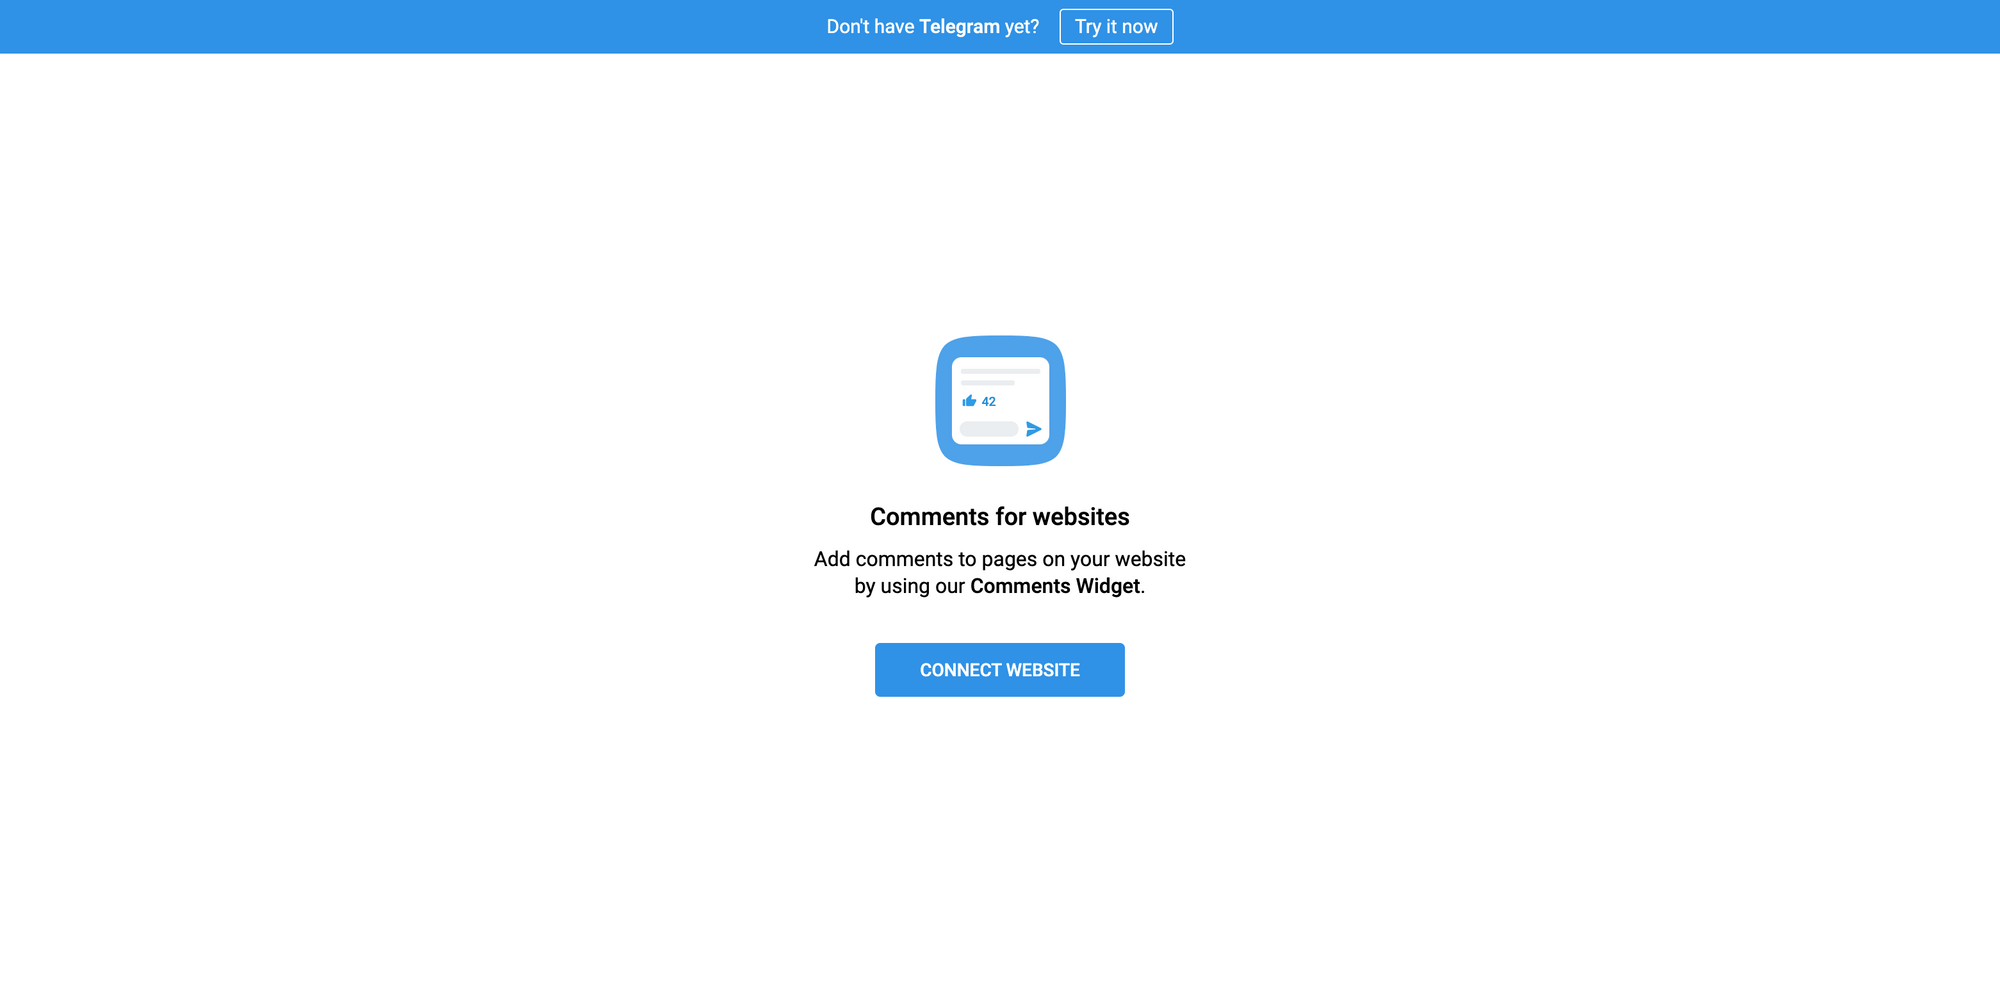 Don't have Telegram yet? Try it now
42
Comments for websites
Add comments to pages on your website
by using our Comments Widget.
CONNECT WEBSITE